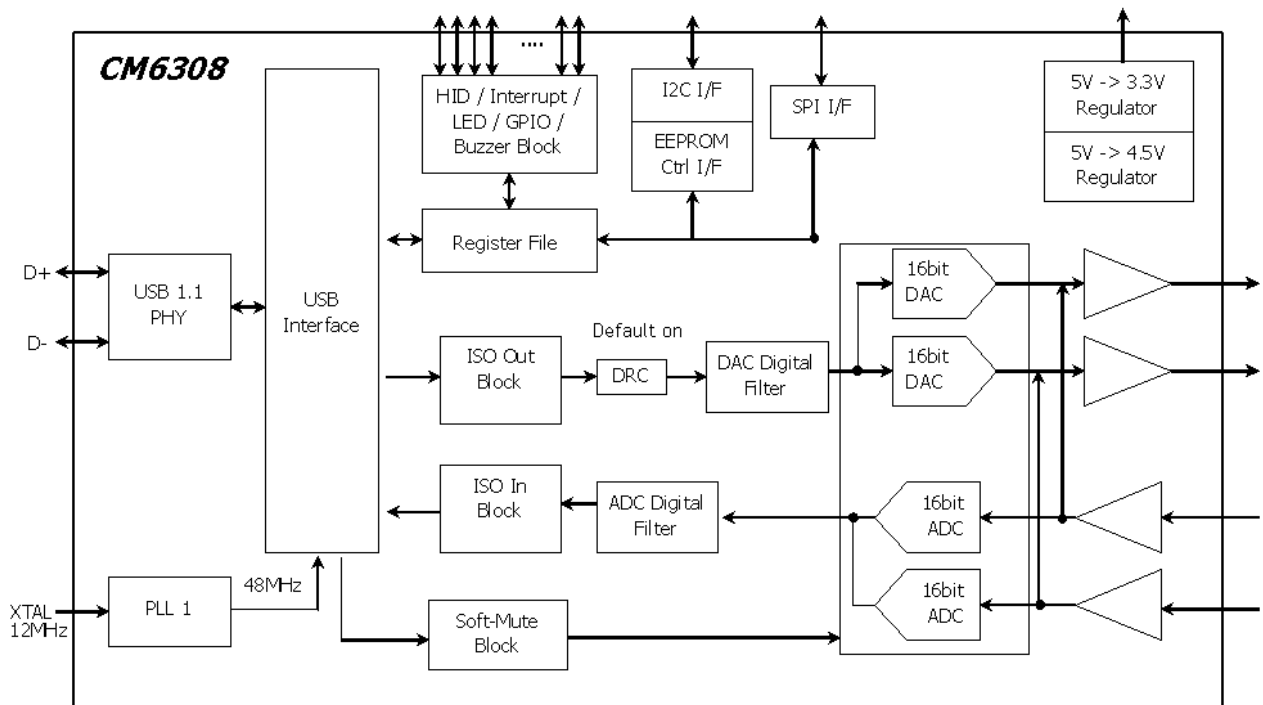 CM6308
....
HID / Interrupt /
LED / GPIO /
Buzzer Block
I2C I/F
EEPROM
Ctrl I/F
SPI I/F
5V -> 3.3V
Regulator
5V -> 4.5V
Regulator
Register File
D+
D-
USB 1.1
PHY
USB
Interface
ISO Out
Block
Default on
DRC
DAC Digital
Filter
16bit
DAC
16bit
DAC
ISO In
Block
ADC Digital
Filter
16bit
ADC
16bit
ADC
XTAL
12MHz
PLL 1
48MHz
Soft-Mute
Block